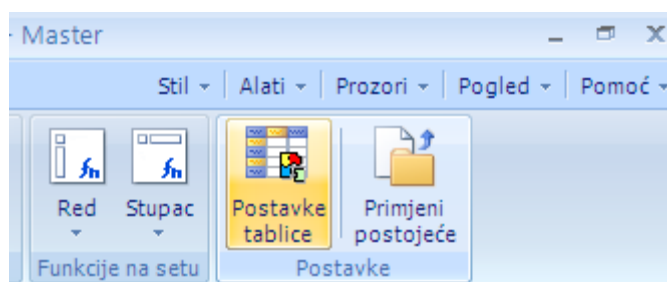 Master
Stil Alati Prozori Pogled Pomoć
Red Stupac Postavke tablice Primjeni postojeće
Funkcije na setu Postavke